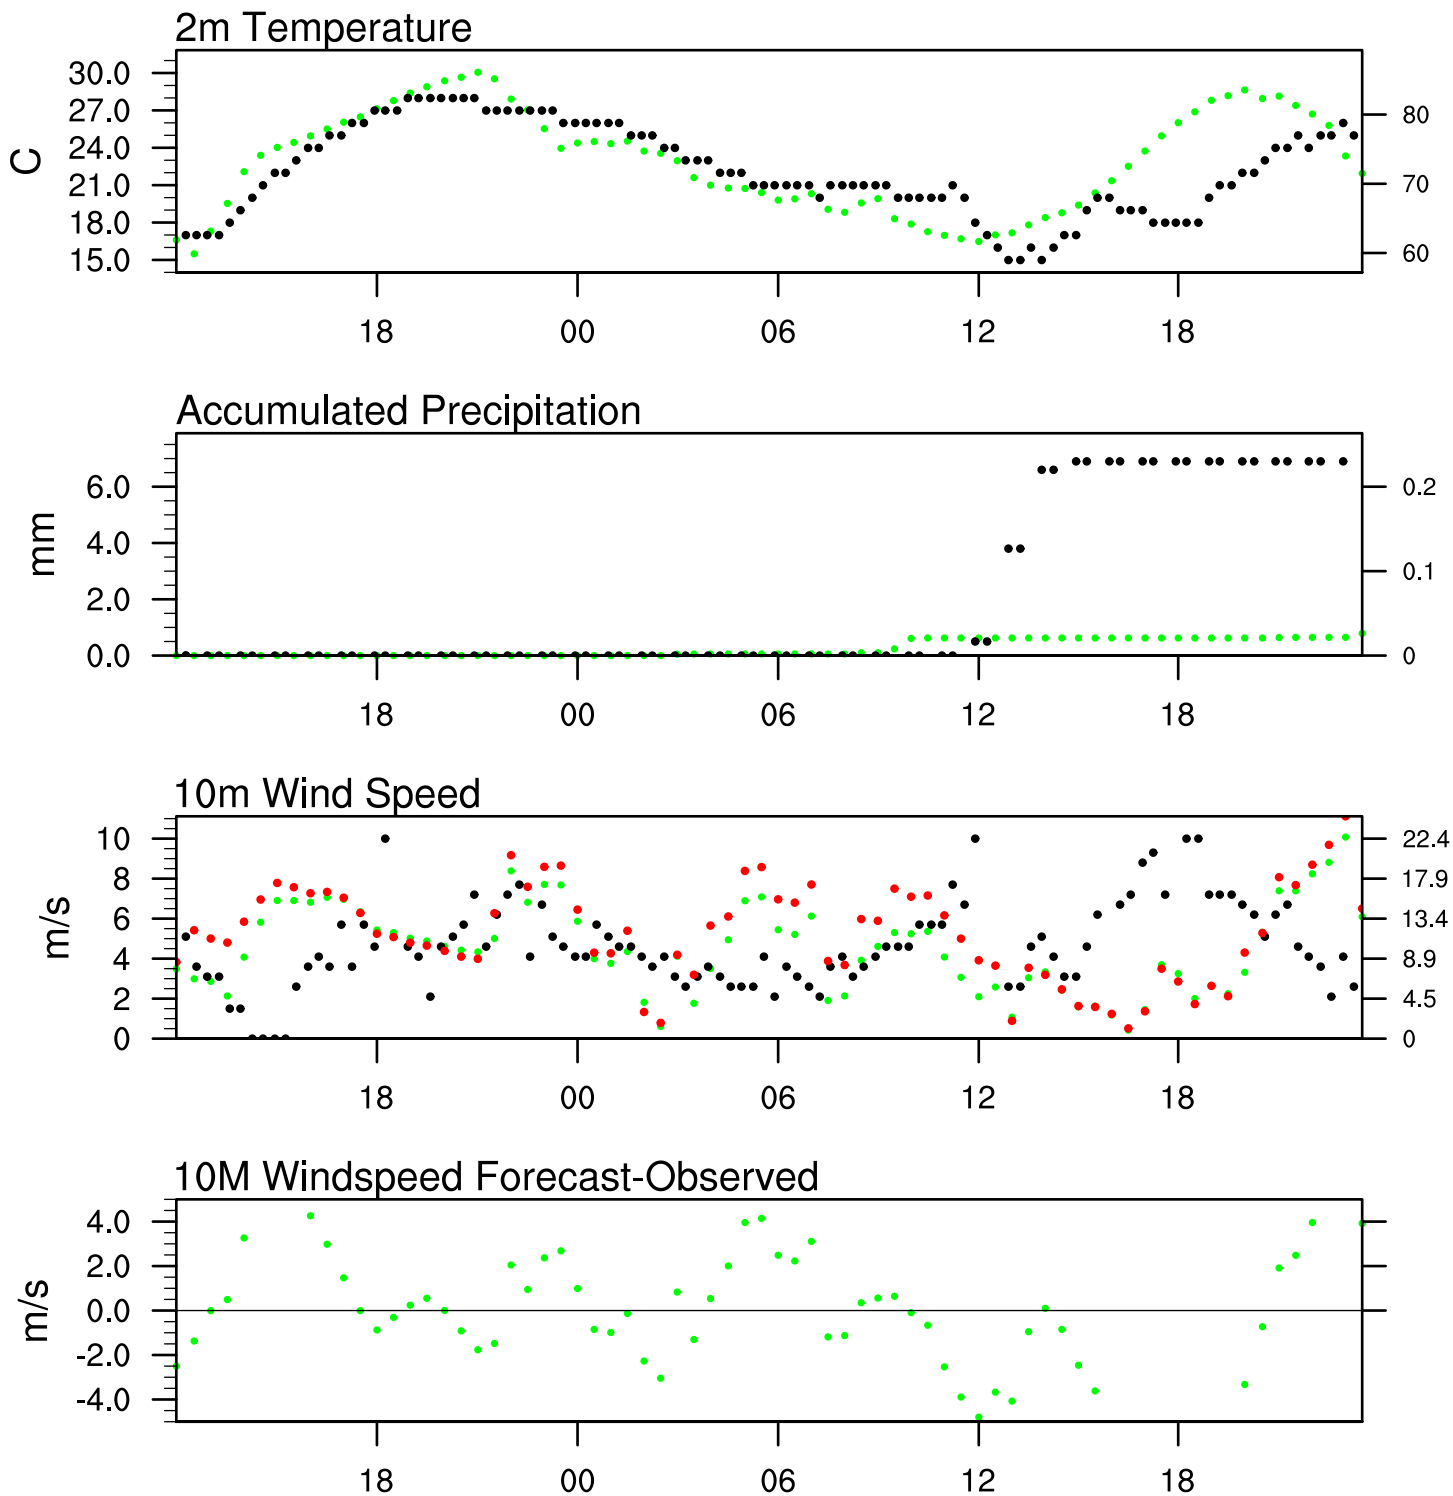 2m Temperature
30.0
27.0
24.0
21.0
18.0
15.0
C
80
70
60
18 00 06 12 18
Accumulated Precipitation
6.0
4.0
2.0
0.0
mm
0.2
0.1
0
18 00 06 12 18
10m Wind Speed
10
8
6
4
2
0
m/s
22.4
17.9
13.4
8.9
4.5
0
18 00 06 12 18
10M Windspeed Forecast-Observed
4.0
2.0
0.0
-2.0
-4.0
m/s
18 00 06 12 18